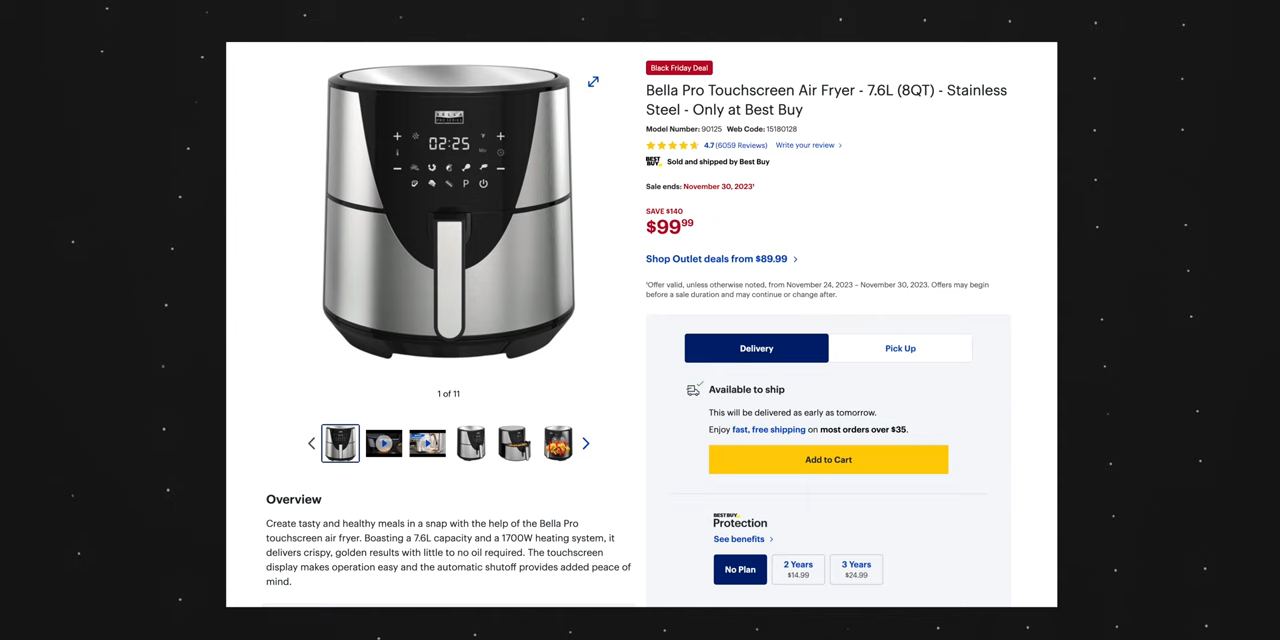 Black Friday Deal
Bella Pro Touchscreen Air Fryer - 7.6L (8QT) - Stainless
Steel - Only at Best Buy
Model Number: 90125 Web Code: 15180128
4.7 (6059 Reviews) Write your review
BEST BUY Sold and shipped by Best Buy
Sale ends: November 30, 2023¹
SAVE $140
$99⁹⁹
Shop Outlet deals from $89.99
¹Offer valid, unless otherwise noted, from November 24, 2023 – November 30, 2023. Offers may begin
before a sale duration and may continue or change after.
BELLA
PRO SERIES
02:25
P
1 of 11
Delivery
Pick Up
Available to ship
This will be delivered as early as tomorrow.
Enjoy fast, free shipping on most orders over $35.
Add to Cart
Overview
Create tasty and healthy meals in a snap with the help of the Bella Pro
touchscreen air fryer. Boasting a 7.6L capacity and a 1700W heating system, it
delivers crispy, golden results with little to no oil required. The touchscreen
display makes operation easy and the automatic shutoff provides added peace of
mind.
BEST BUY
Protection
See benefits
No Plan
2 Years
$14.99
3 Years
$24.99